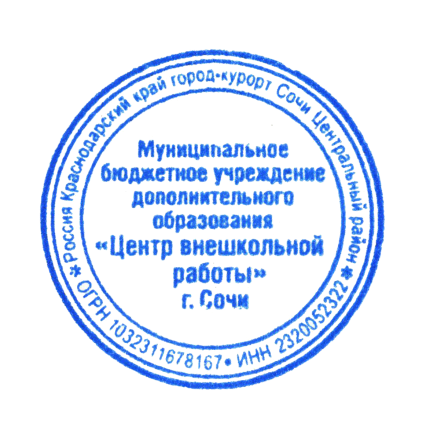 * Россия Краснодарский край город-курорт Сочи Центральный район *
Муниципальное
бюджетное учреждение
дополнительного
образования
«Центр внешкольной
работы»
г. Сочи
ОГРН 1032311678167 • ИНН 2320052322